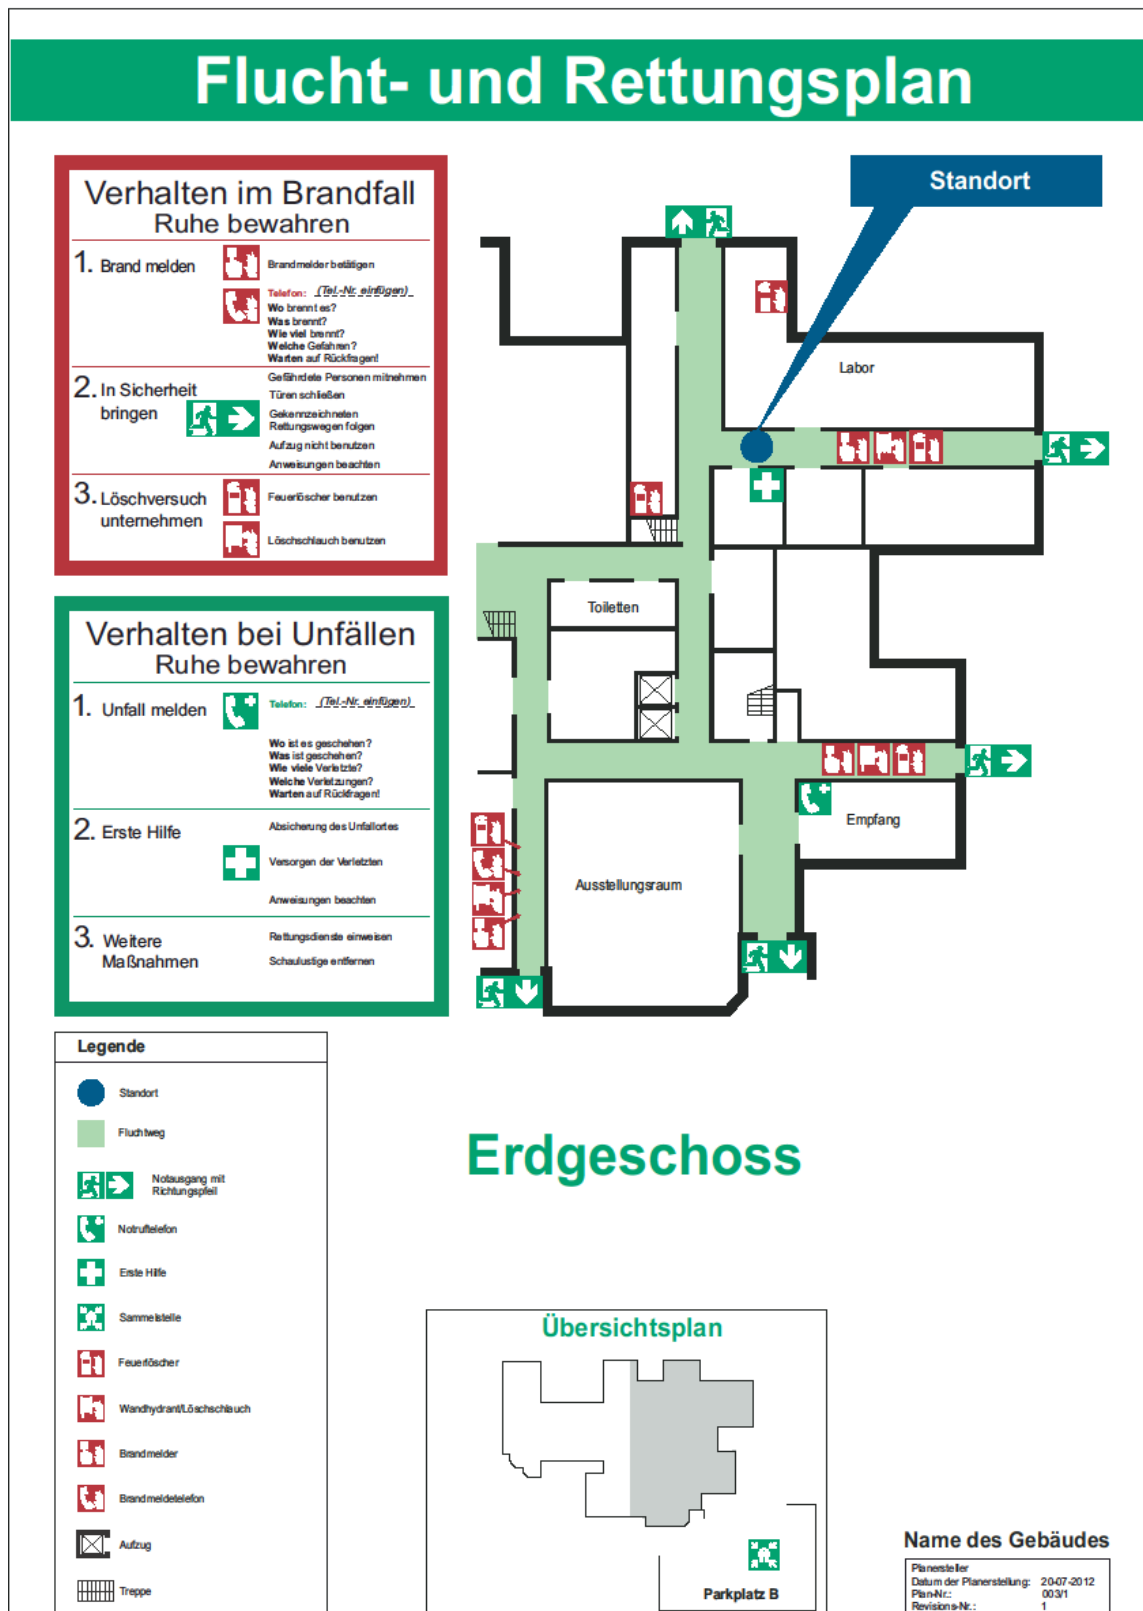 Flucht- und Rettungsplan
Verhalten im Brandfall
Ruhe bewahren
1. Brand melden
Brandmelder betätigen
Telefon: (Tel.-Nr. einfügen)
Wo brennt es?
Was brennt?
Wie viel brennt?
Welche Gefahren?
Warten auf Rückfragen!
2. In Sicherheit
bringen
Gefährdete Personen mitnehmen
Türen schließen
Gekennzeichneten
Rettungswegen folgen
Aufzug nicht benutzen
Anweisungen beachten
3. Löschversuch
unternehmen
Feuerlöscher benutzen
Löschschlauch benutzen
Verhalten bei Unfällen
Ruhe bewahren
1. Unfall melden
Telefon: (Tel.-Nr. einfügen)
Wo ist es geschehen?
Was ist geschehen?
Wie viele Verletzte?
Welche Verletzungen?
Warten auf Rückfragen!
2. Erste Hilfe
Absicherung des Unfallortes
Versorgen der Verletzten
Anweisungen beachten
3. Weitere
Maßnahmen
Rettungsdienste einweisen
Schaulustige entfernen
Standort
Labor
Toiletten
Empfang
Ausstellungsraum
Legende
Standort
Fluchtweg
Notausgang mit
Richtungspfeil
Notruftelefon
Erste Hilfe
Sammelstelle
Feuerlöscher
Wandhydrant/Löschschlauch
Brandmelder
Brandmeldetelefon
Aufzug
Treppe
Erdgeschoss
Übersichtsplan
Parkplatz B
Name des Gebäudes
Planersteller
Datum der Planerstellung: 20-07-2012
Plan-Nr.: 003/1
Revisions-Nr.: 1